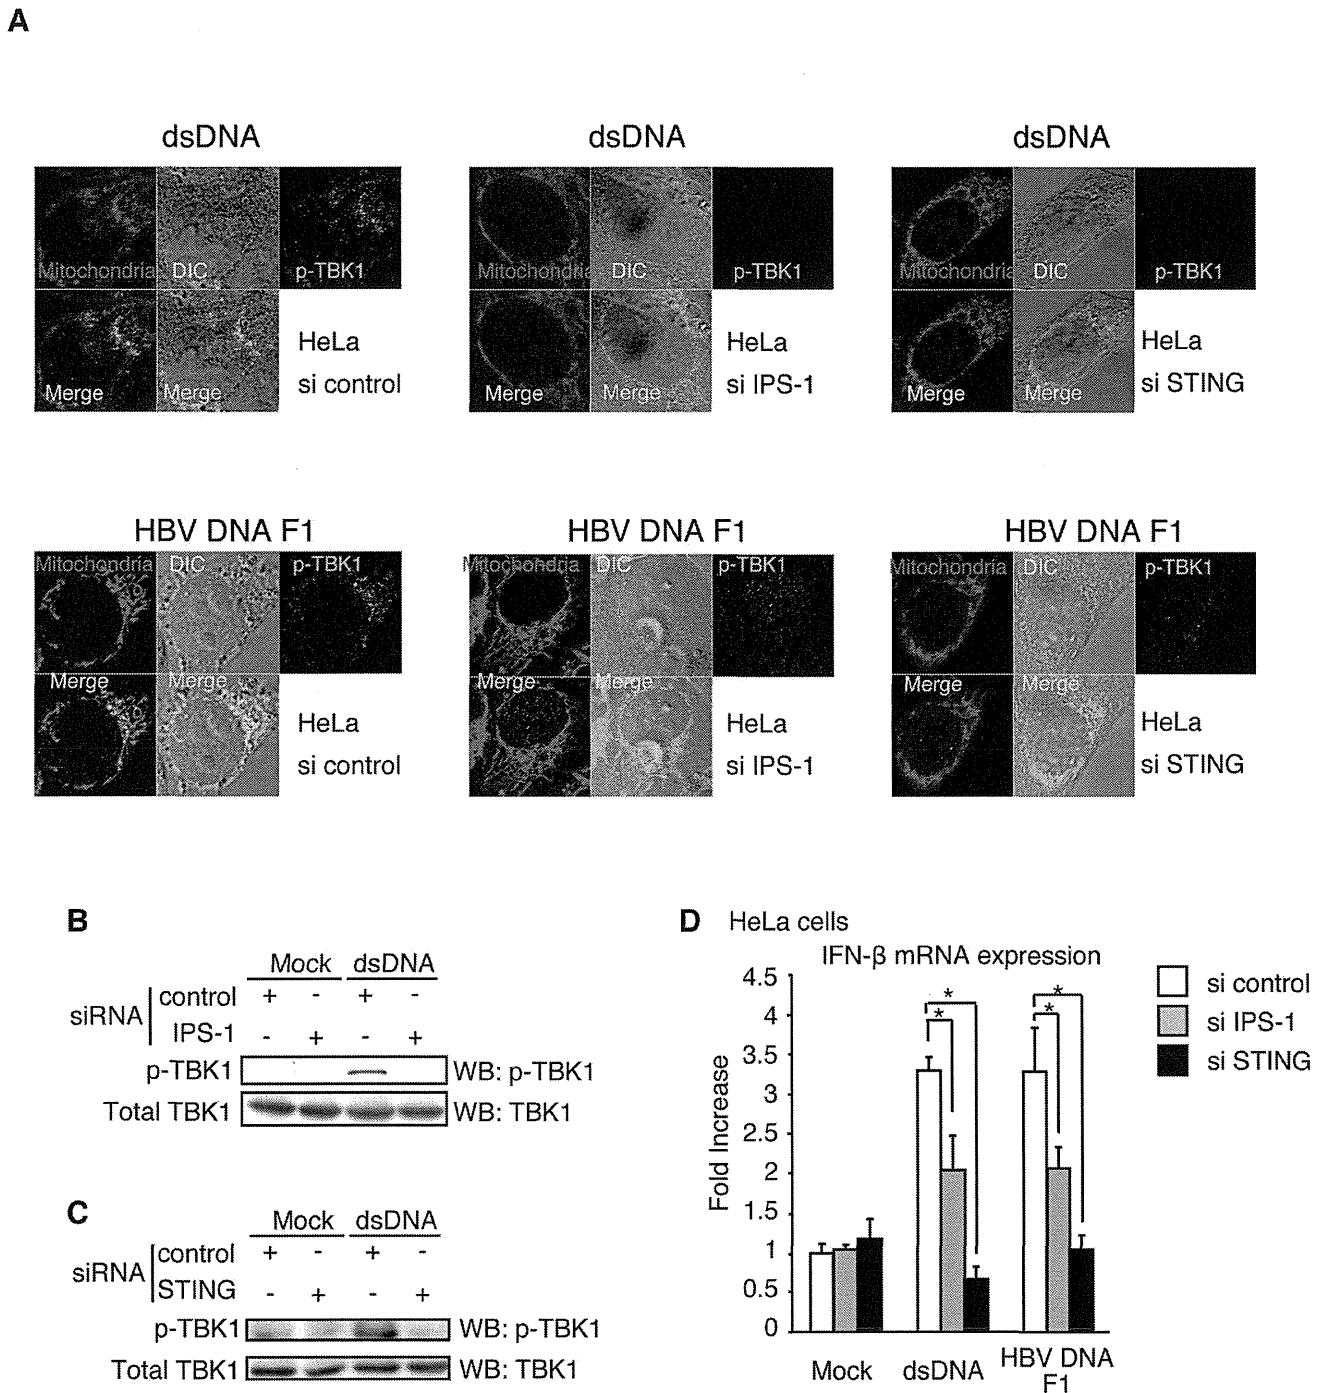 A
dsDNA
dsDNA
dsDNA
Mitochondria DIC p-TBK1
Merge Merge
HeLa
si control
Mitochondria DIC p-TBK1
Merge Merge
HeLa
si IPS-1
Mitochondria DIC p-TBK1
Merge Merge
HeLa
si STING
HBV DNA F1
HBV DNA F1
HBV DNA F1
Mitochondria DIC p-TBK1
Merge Merge
HeLa
si control
Mitochondria DIC p-TBK1
Merge Merge
HeLa
si IPS-1
Mitochondria DIC p-TBK1
Merge Merge
HeLa
si STING
B
Mock dsDNA
siRNA
control + - + -
IPS-1 - + - +
p-TBK1 WB: p-TBK1
Total TBK1 WB: TBK1
C
Mock dsDNA
siRNA
control + - + -
STING - + - +
p-TBK1 WB: p-TBK1
Total TBK1 WB: TBK1
D HeLa cells
IFN-β mRNA expression
Fold Increase
4.5
4
3.5
3
2.5
2
1.5
1
0.5
0
* *
* *
Mock dsDNA HBV DNA
F1
si control
si IPS-1
si STING